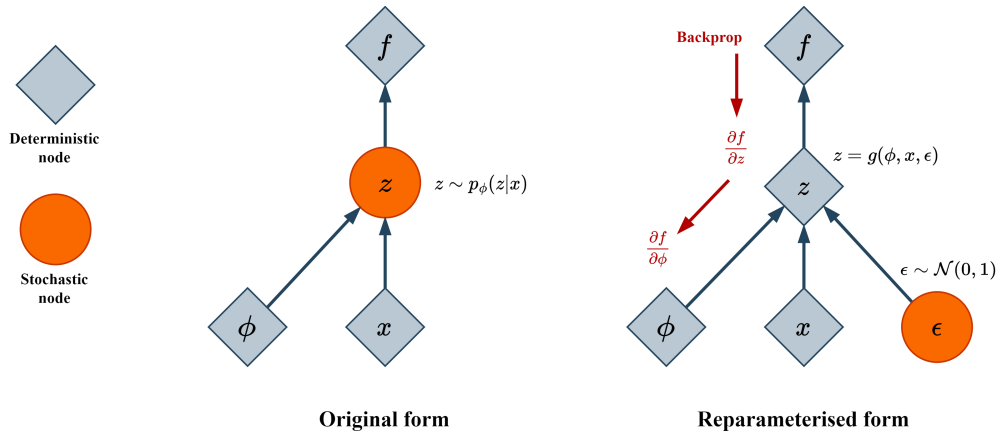 Deterministic
node
Stochastic
node
f
z
z ∼ p_ϕ(z|x)
ϕ
x
Original form
Backprop
f
∂f/∂z
z = g(ϕ, x, ϵ)
z
∂f/∂ϕ
ϵ ∼ 𝒩(0, 1)
ϕ
x
ϵ
Reparameterised form